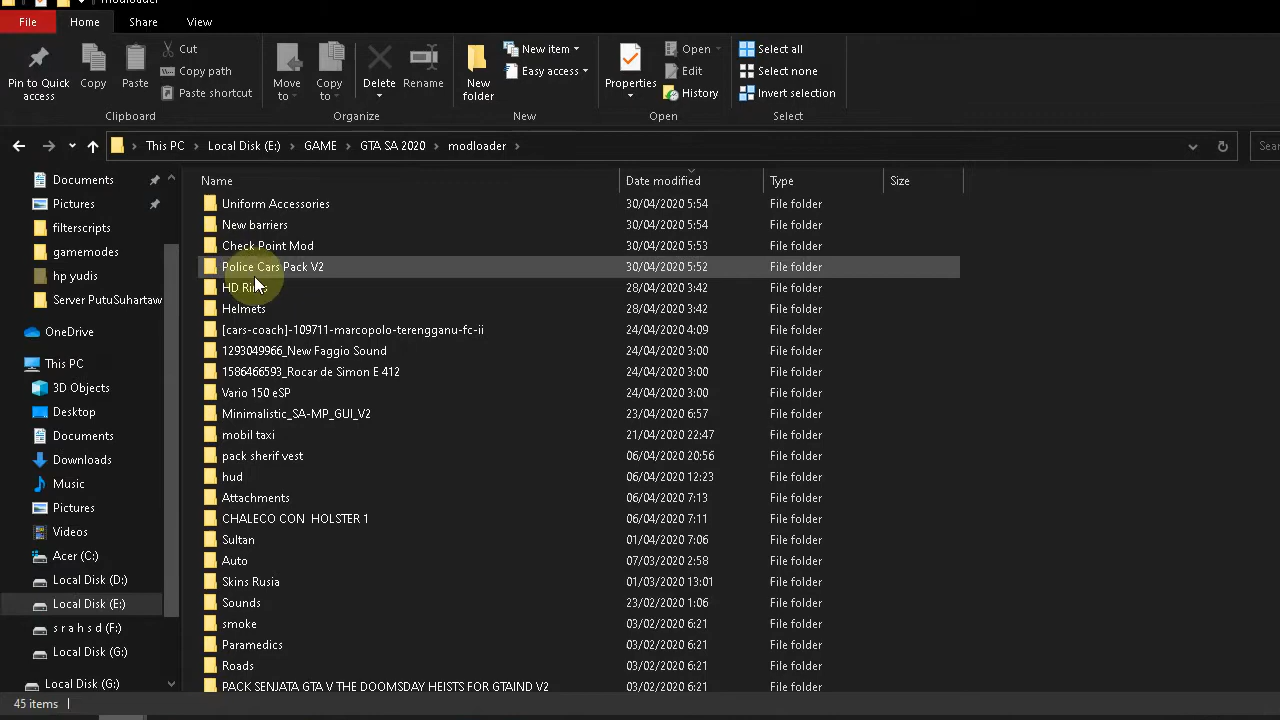 modloader
File Home Share View
Pin to Quick access
Copy
Paste
Cut
Copy path
Paste shortcut
Clipboard
Move to
Copy to
Delete
Rename
Organize
New folder
New item
Easy access
New
Properties
Open
Edit
History
Open
Select all
Select none
Invert selection
Select
This PC Local Disk (E:) GAME GTA SA 2020 modloader
Sea
Documents
Pictures
filterscripts
gamemodes
hp yudis
Server PutuSuhartaw
OneDrive
This PC
3D Objects
Desktop
Documents
Downloads
Music
Pictures
Videos
Acer (C:)
Local Disk (D:)
Local Disk (E:)
s r a h s d (F:)
Local Disk (G:)
Local Disk (G:)
Name Date modified Type Size
Uniform Accessories 30/04/2020 5:54 File folder
New barriers 30/04/2020 5:54 File folder
Check Point Mod 30/04/2020 5:53 File folder
Police Cars Pack V2 30/04/2020 5:52 File folder
HD Rims 28/04/2020 3:42 File folder
Helmets 28/04/2020 3:42 File folder
[cars-coach]-109711-marcopolo-terengganu-fc-ii 24/04/2020 4:09 File folder
1293049966_New Faggio Sound 24/04/2020 3:00 File folder
1586466593_Rocar de Simon E 412 24/04/2020 3:00 File folder
Vario 150 eSP 24/04/2020 3:00 File folder
Minimalistic_SA-MP_GUI_V2 23/04/2020 6:57 File folder
mobil taxi 21/04/2020 22:47 File folder
pack sherif vest 06/04/2020 20:56 File folder
hud 06/04/2020 12:23 File folder
Attachments 06/04/2020 7:13 File folder
CHALECO CON HOLSTER 1 06/04/2020 7:11 File folder
Sultan 01/04/2020 7:06 File folder
Auto 07/03/2020 2:58 File folder
Skins Rusia 01/03/2020 13:01 File folder
Sounds 23/02/2020 1:06 File folder
smoke 03/02/2020 6:21 File folder
Paramedics 03/02/2020 6:21 File folder
Roads 03/02/2020 6:21 File folder
PACK SENJATA GTA V THE DOOMSDAY HEISTS FOR GTAIND V2 03/02/2020 6:21 File folder
45 items